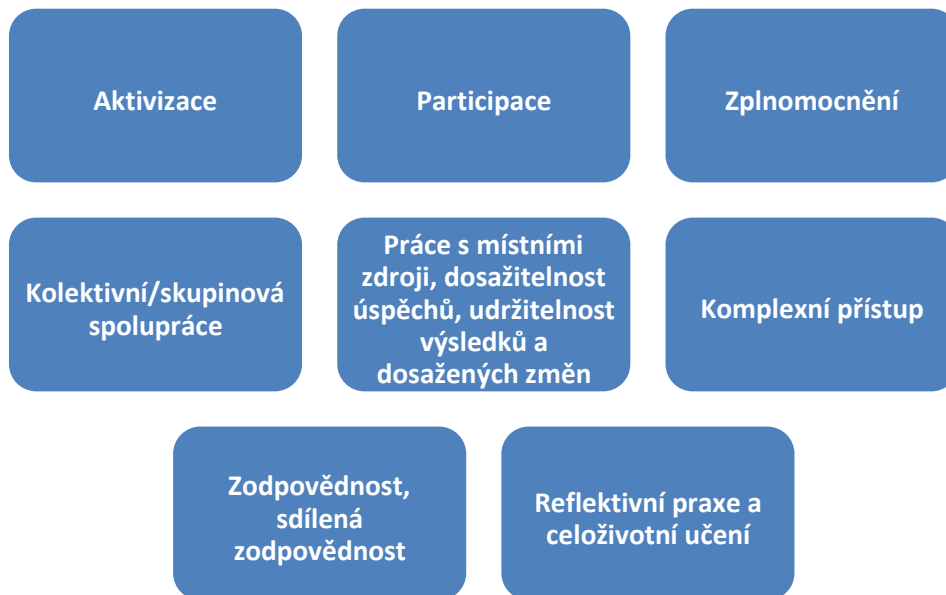 Aktivizace
Participace
Zplnomocnění
Kolektivní/skupinová
spolupráce
Práce s místními
zdroji, dosažitelnost
úspěchů, udržitelnost
výsledků a
dosažených změn
Komplexní přístup
Zodpovědnost,
sdílená
zodpovědnost
Reflektivní praxe a
celoživotní učení